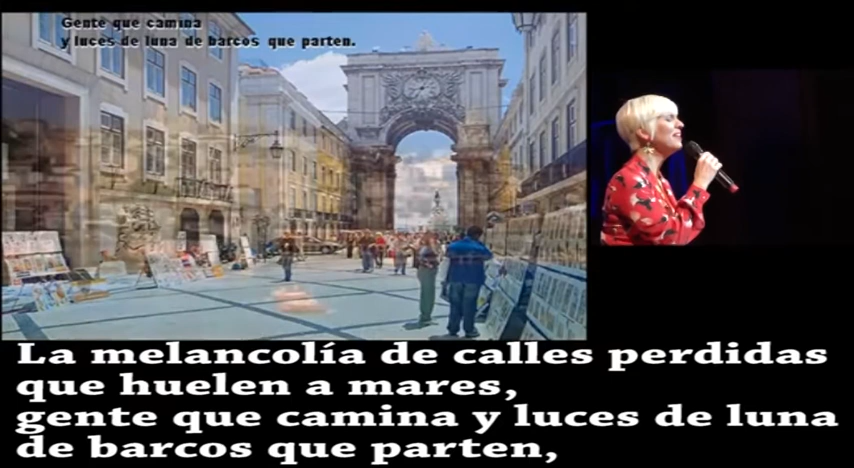 Gente que camina
y luces de luna de barcos que parten.
La melancolía de calles perdidas
que huelen a mares,
gente que camina y luces de luna
de barcos que parten,